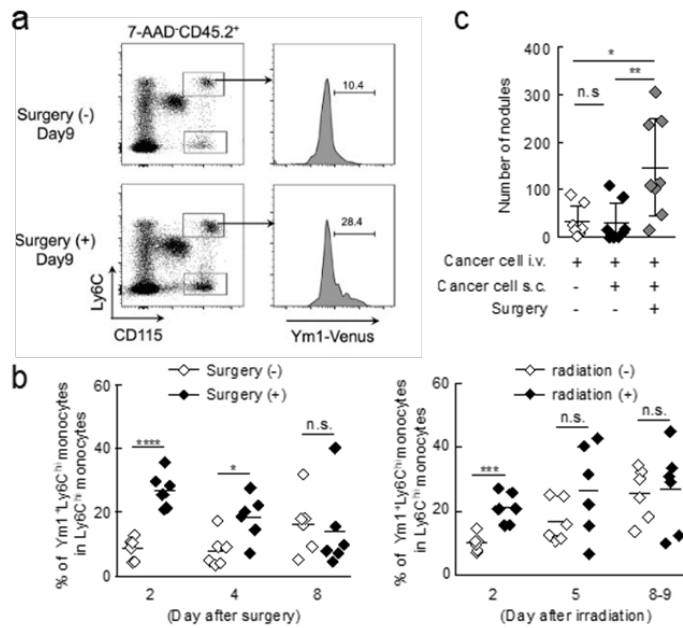 a
7-AAD-CD45.2+
Surgery (-)
Day9
10.4
Surgery (+)
Day9
28.4
Ly6C
CD115
Ym1-Venus
c
Number of nodules
400
300
200
100
0
*
n.s
**
Cancer cell i.v. + + +
Cancer cell s.c. - + +
Surgery - - +
b
% of Ym1+Ly6Chi monocytes
in Ly6Chi monocytes
Surgery (-)
Surgery (+)
60
40
20
0
****
*
n.s.
2 4 8
(Day after surgery)
% of Ym1+Ly6Chi monocytes
in Ly6Chi monocytes
radiation (-)
radiation (+)
60
40
20
0
***
n.s.
n.s.
2 5 8-9
(Day after irradiation)